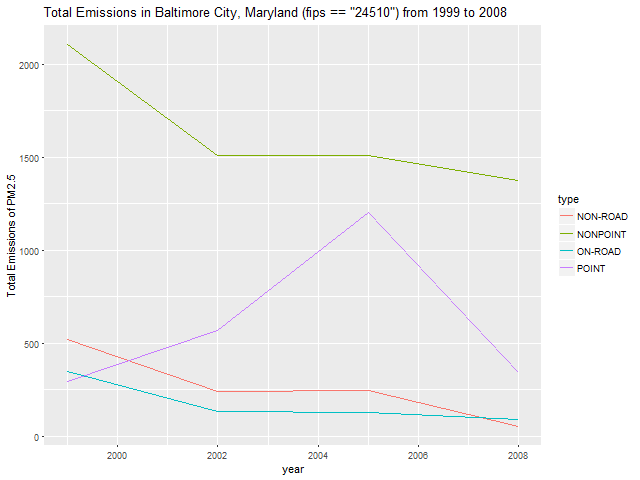 Total Emissions in Baltimore City, Maryland (fips == "24510") from 1999 to 2008
Total Emissions of PM2.5
2000
1500
1000
500
0
2000
2002
2004
2006
2008
year
type
NON-ROAD
NONPOINT
ON-ROAD
POINT